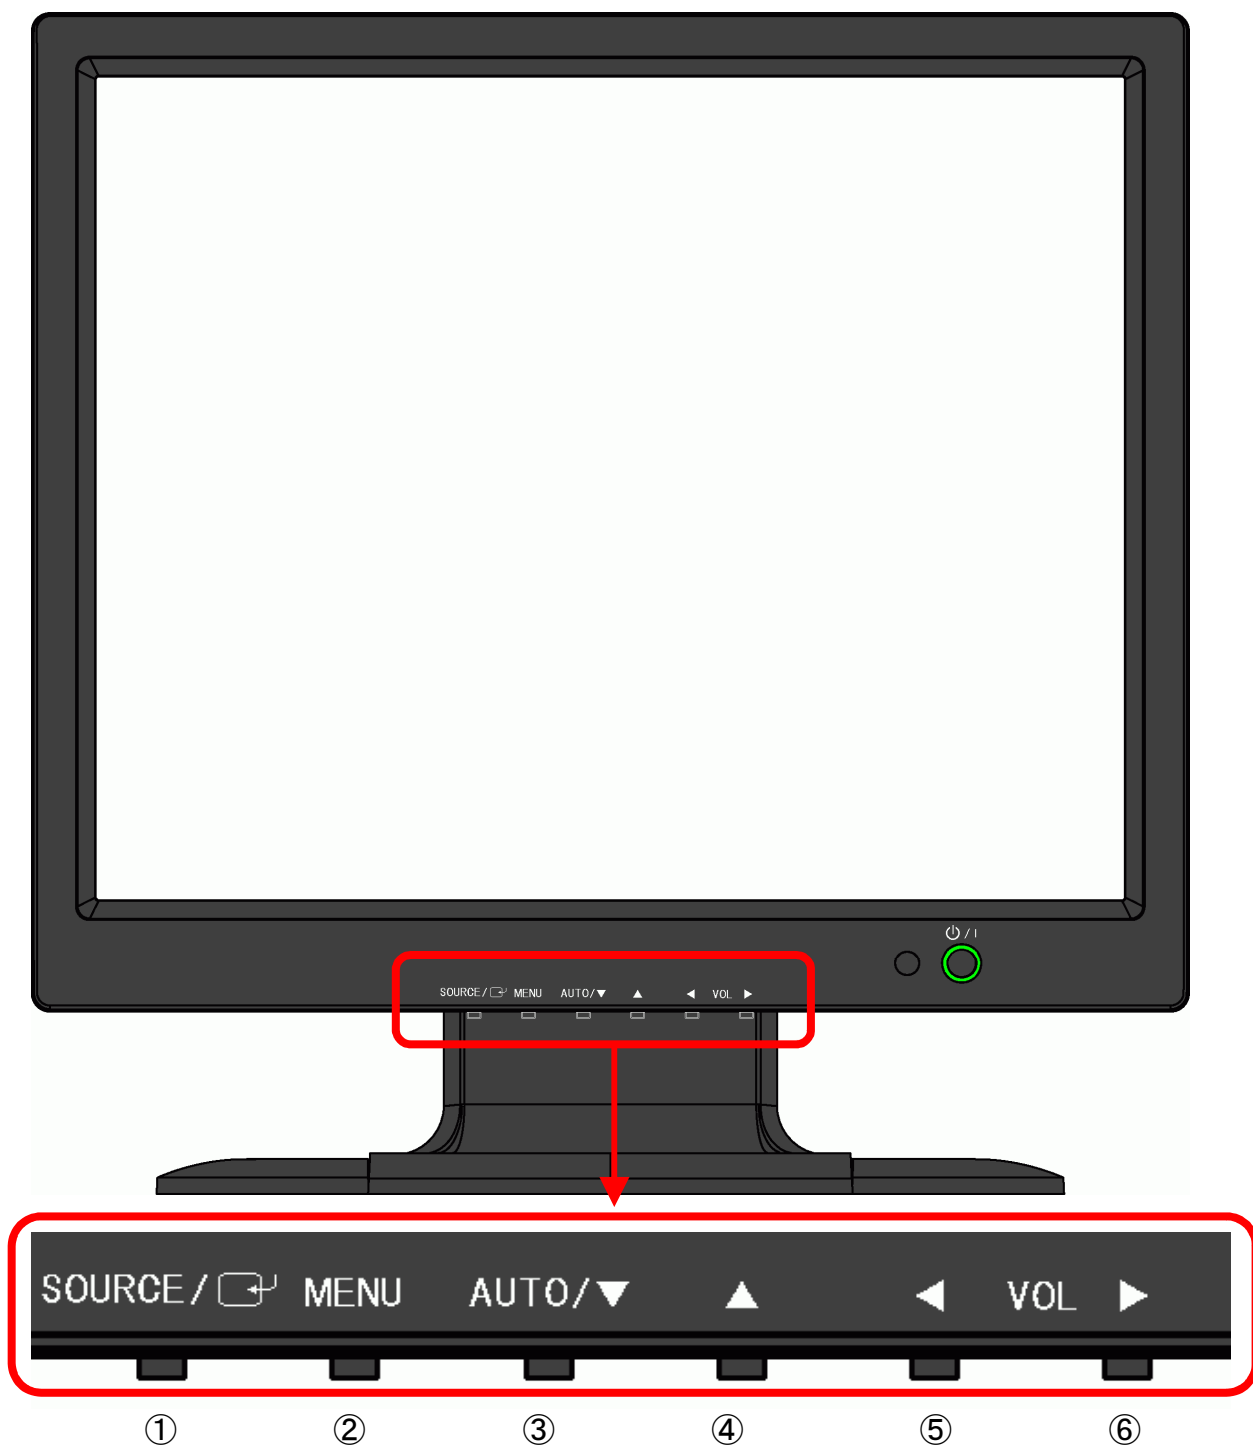 ⏻/I
SOURCE/ MENU AUTO/▼ ▲ ◀ VOL ▶
SOURCE/ MENU AUTO/▼ ▲ ◀ VOL ▶
① ② ③ ④ ⑤ ⑥